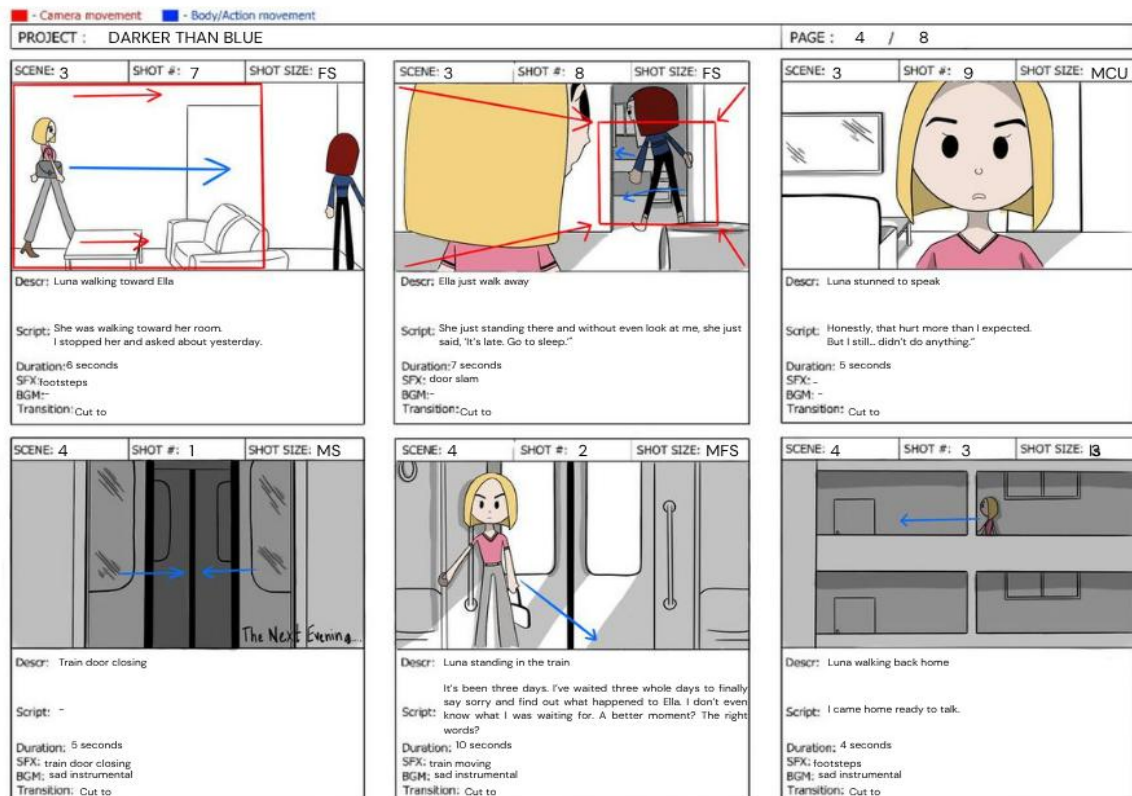 - Camera movement - Body/Action movement
PROJECT : DARKER THAN BLUE PAGE : 4 / 8
SCENE: 3 SHOT #: 7 SHOT SIZE: FS
Descr: Luna walking toward Ella
Script: She was walking toward her room.
I stopped her and asked about yesterday.
Duration: 6 seconds
SFX: footsteps
BGM: -
Transition: Cut to
SCENE: 3 SHOT #: 8 SHOT SIZE: FS
Descr: Ella just walk away
Script: She just standing there and without even look at me, she just
said, 'It's late. Go to sleep.'"
Duration: 7 seconds
SFX: door slam
BGM: -
Transition: Cut to
SCENE: 3 SHOT #: 9 SHOT SIZE: MCU
Descr: Luna stunned to speak
Script: Honestly, that hurt more than I expected.
But I still... didn't do anything."
Duration: 5 seconds
SFX: -
BGM: -
Transition: Cut to
SCENE: 4 SHOT #: 1 SHOT SIZE: MS
The Next Evening...
Descr: Train door closing
Script: -
Duration: 5 seconds
SFX: train door closing
BGM: sad instrumental
Transition: Cut to
SCENE: 4 SHOT #: 2 SHOT SIZE: MFS
Descr: Luna standing in the train
Script: It's been three days. I've waited three whole days to finally
say sorry and find out what happened to Ella. I don't even
know what I was waiting for. A better moment? The right
words?
Duration: 10 seconds
SFX: train moving
BGM: sad instrumental
Transition: Cut to
SCENE: 4 SHOT #: 3 SHOT SIZE:
Descr: Luna walking back home
Script: I came home ready to talk.
Duration: 4 seconds
SFX: footsteps
BGM: sad instrumental
Transition: Cut to